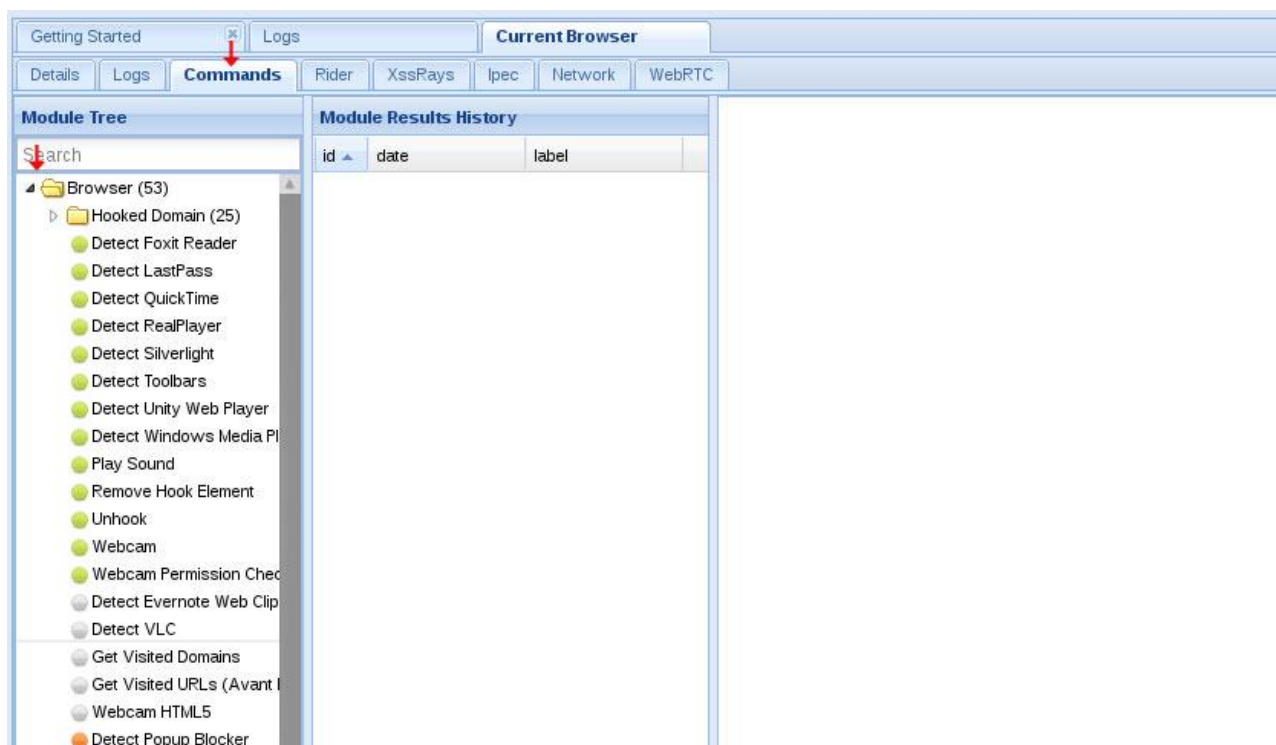 Getting Started Logs Current Browser
Details Logs Commands Rider XssRays Ipec Network WebRTC
Module Tree
Search
Browser (53)
Hooked Domain (25)
Detect Foxit Reader
Detect LastPass
Detect QuickTime
Detect RealPlayer
Detect Silverlight
Detect Toolbars
Detect Unity Web Player
Detect Windows Media Pl
Play Sound
Remove Hook Element
Unhook
Webcam
Webcam Permission Chec
Detect Evernote Web Clip
Detect VLC
Get Visited Domains
Get Visited URLs (Avant
Webcam HTML5
Detect Popup Blocker
Module Results History
id date label